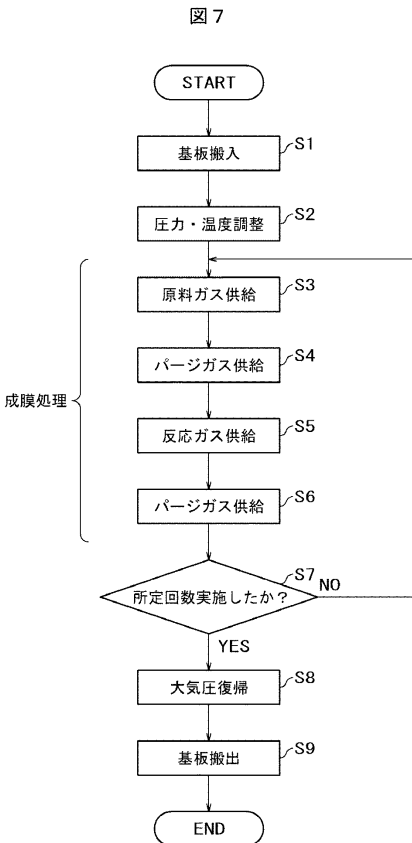 図7
START
基板搬入
S1
圧力・温度調整
S2
原料ガス供給
S3
パージガス供給
S4
成膜処理
反応ガス供給
S5
パージガス供給
S6
所定回数実施したか？
S7
NO
YES
大気圧復帰
S8
基板搬出
S9
END